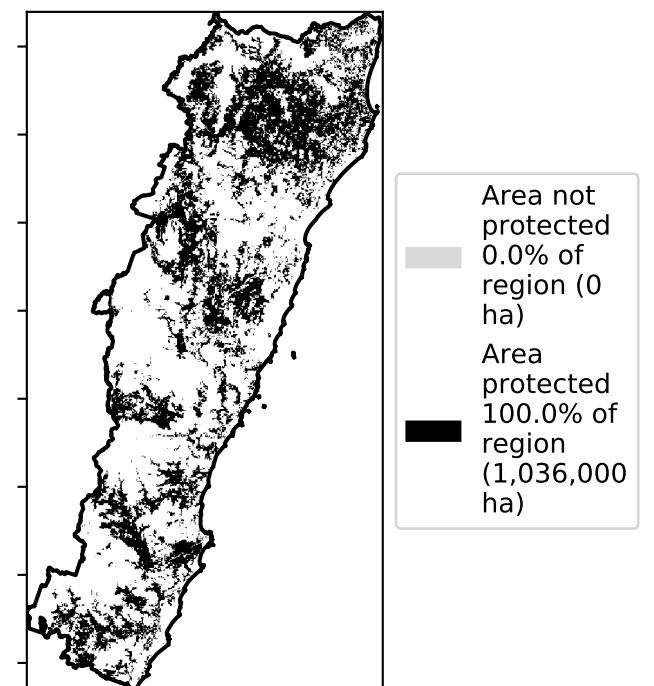 Area not
protected
0.0% of
region (0
ha)
Area
protected
100.0% of
region
(1,036,000
ha)